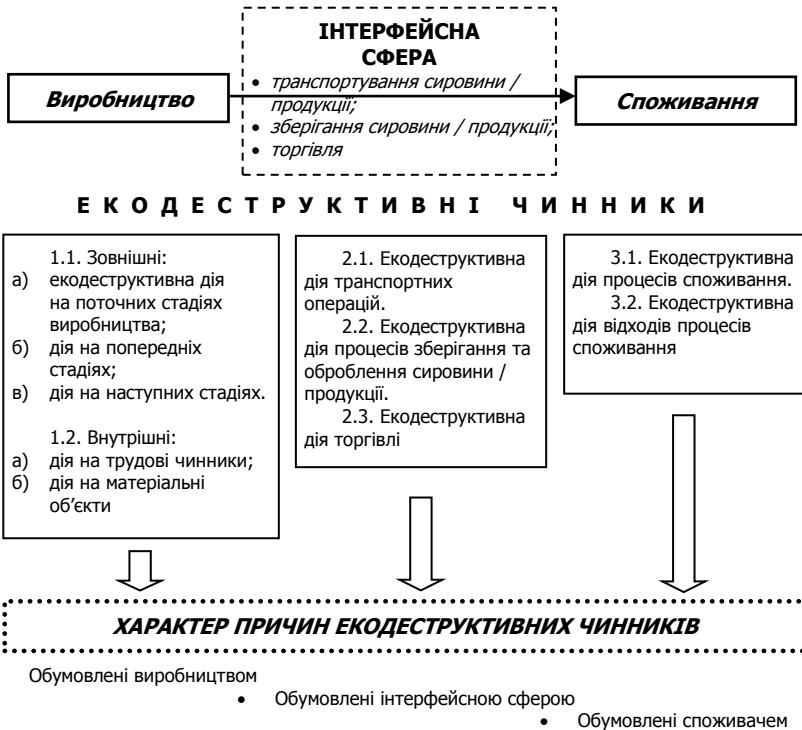 ІНТЕРФЕЙСНА
СФЕРА
Виробництво
• транспортування сировини /
продукції;
• зберігання сировини / продукції;
• торгівля
Споживання
ЕКОДЕСТРУКТИВНІ ЧИННИКИ
1.1. Зовнішні:
а) екодеструктивна дія
на поточних стадіях
виробництва;
б) дія на попередніх
стадіях;
в) дія на наступних стадіях.
1.2. Внутрішні:
а) дія на трудові чинники;
б) дія на матеріальні
об’єкти
2.1. Екодеструктивна
дія транспортних
операцій.
2.2. Екодеструктивна
дія процесів зберігання та
оброблення сировини /
продукції.
2.3. Екодеструктивна
дія торгівлі
3.1. Екодеструктивна
дія процесів споживання.
3.2. Екодеструктивна
дія відходів процесів
споживання
ХАРАКТЕР ПРИЧИН ЕКОДЕСТРУКТИВНИХ ЧИННИКІВ
Обумовлені виробництвом
• Обумовлені інтерфейсною сферою
• Обумовлені споживачем